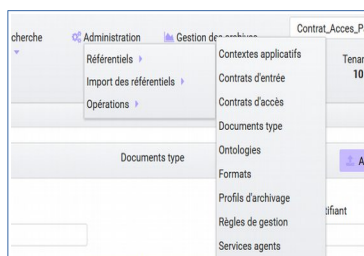 cherche
Administration
Gestion des archives
Contrat_Acces_P
Référentiels
Import des référentiels
Opérations
Contextes applicatifs
Contrats d'entrée
Contrats d'accès
Documents type
Ontologies
Formats
Profils d'archivage
Règles de gestion
Services agents
Tenan
10
Documents type
A
tifiant